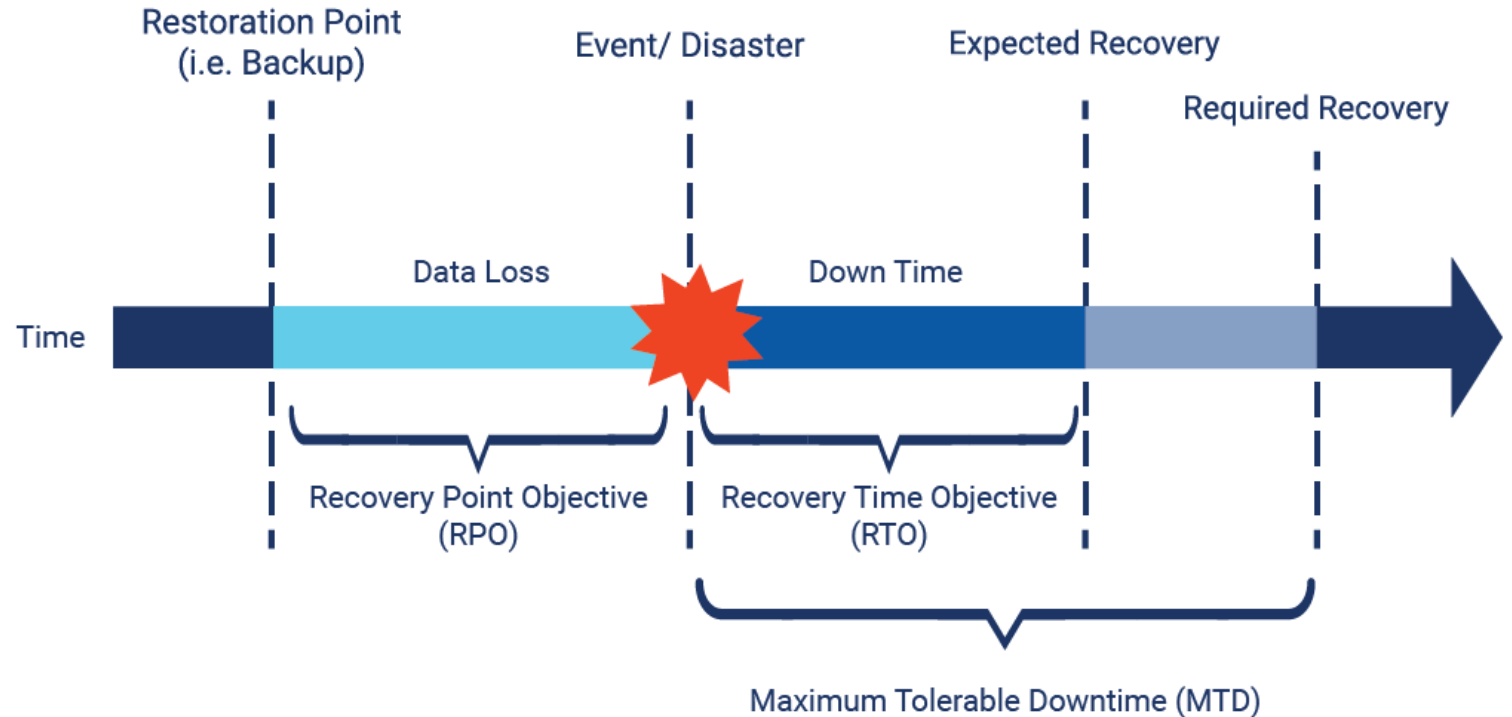 Restoration Point
(i.e. Backup)
Event/ Disaster
Expected Recovery
Required Recovery
Data Loss
Down Time
Time
Recovery Point Objective
(RPO)
Recovery Time Objective
(RTO)
Maximum Tolerable Downtime (MTD)